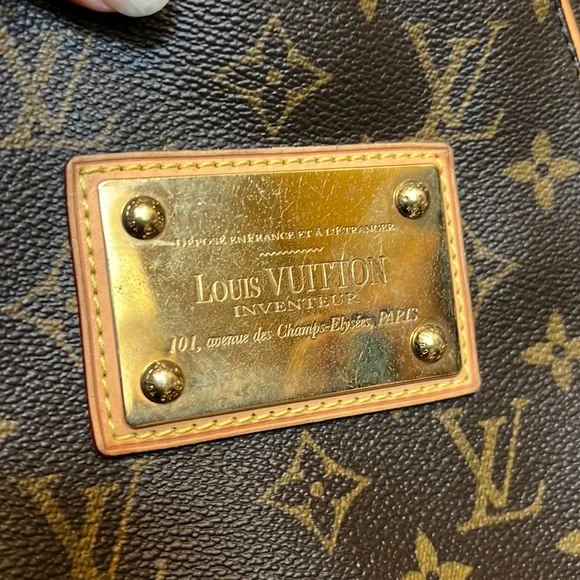 DÉPOSÉ EN FRANCE ET À L'ÉTRANGER
LOUIS VUITTON
INVENTEUR
101, avenue des Champs-Elysées, PARIS